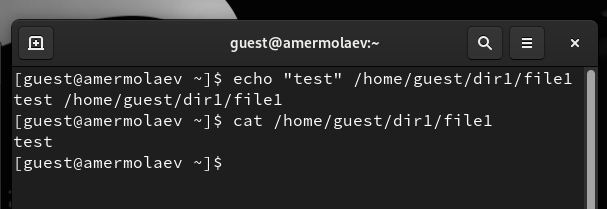 guest@amermolaev:~
[guest@amermolaev ~]$ echo "test" /home/guest/dir1/file1
test /home/guest/dir1/file1
[guest@amermolaev ~]$ cat /home/guest/dir1/file1
test
[guest@amermolaev ~]$